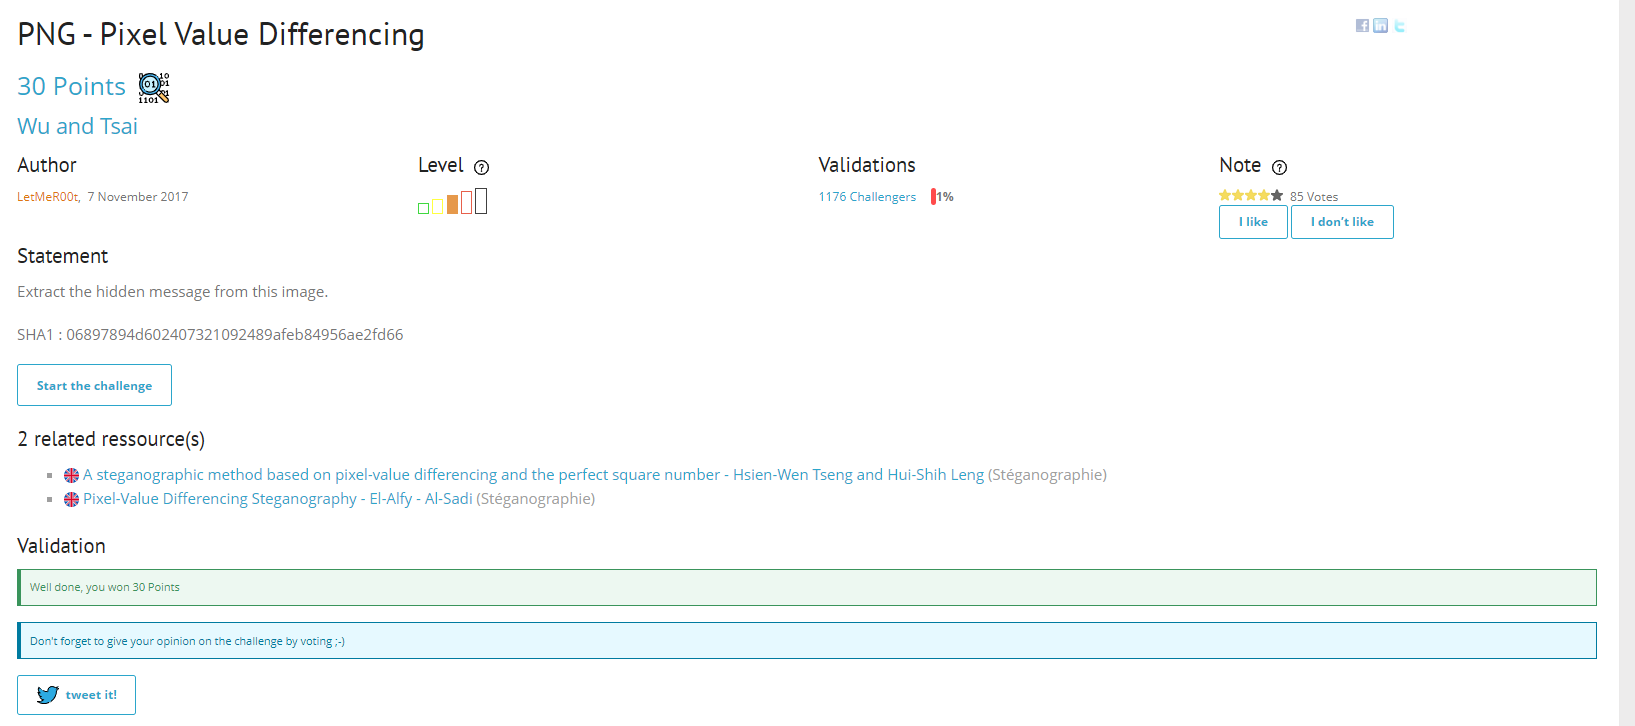 PNG - Pixel Value Differencing
30 Points
Wu and Tsai
Author
LetMeR00t, 7 November 2017
Level ?
Validations
1176 Challengers 1%
Note ?
85 Votes
I like I don't like
Statement
Extract the hidden message from this image.
SHA1 : 06897894d602407321092489afeb84956ae2fd66
Start the challenge
2 related ressource(s)
A steganographic method based on pixel-value differencing and the perfect square number - Hsien-Wen Tseng and Hui-Shih Leng (Stéganographie)
Pixel-Value Differencing Steganography - El-Alfy - Al-Sadi (Stéganographie)
Validation
Well done, you won 30 Points
Don't forget to give your opinion on the challenge by voting ;-)
tweet it!